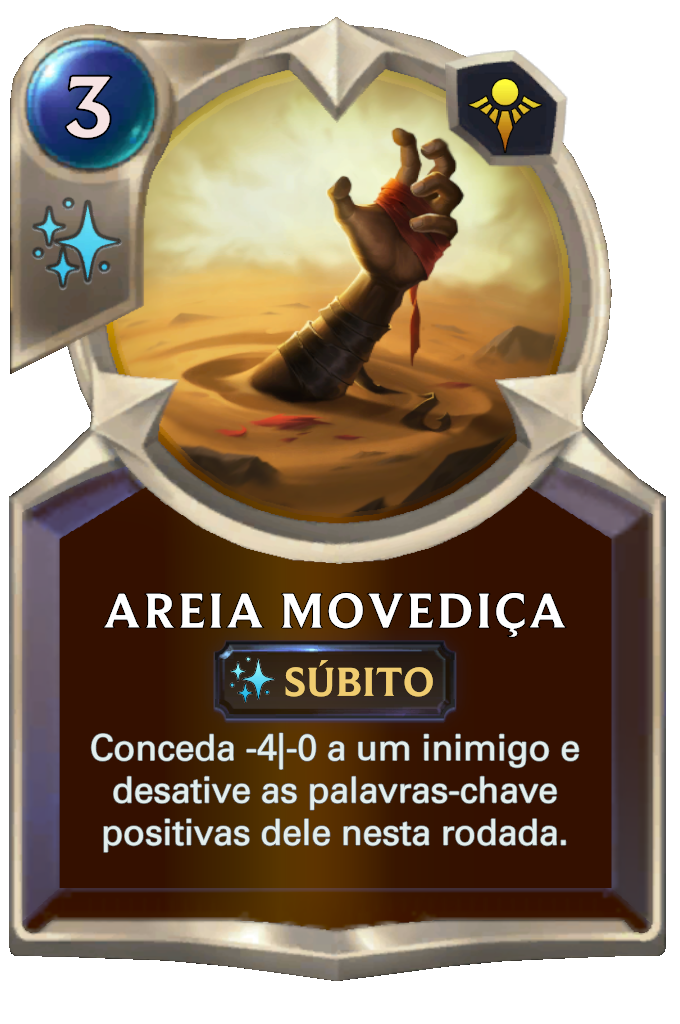 3
AREIA MOVEDIÇA
SÚBITO
Conceda -4|-0 a um inimigo e
desative as palavras-chave
positivas dele nesta rodada.